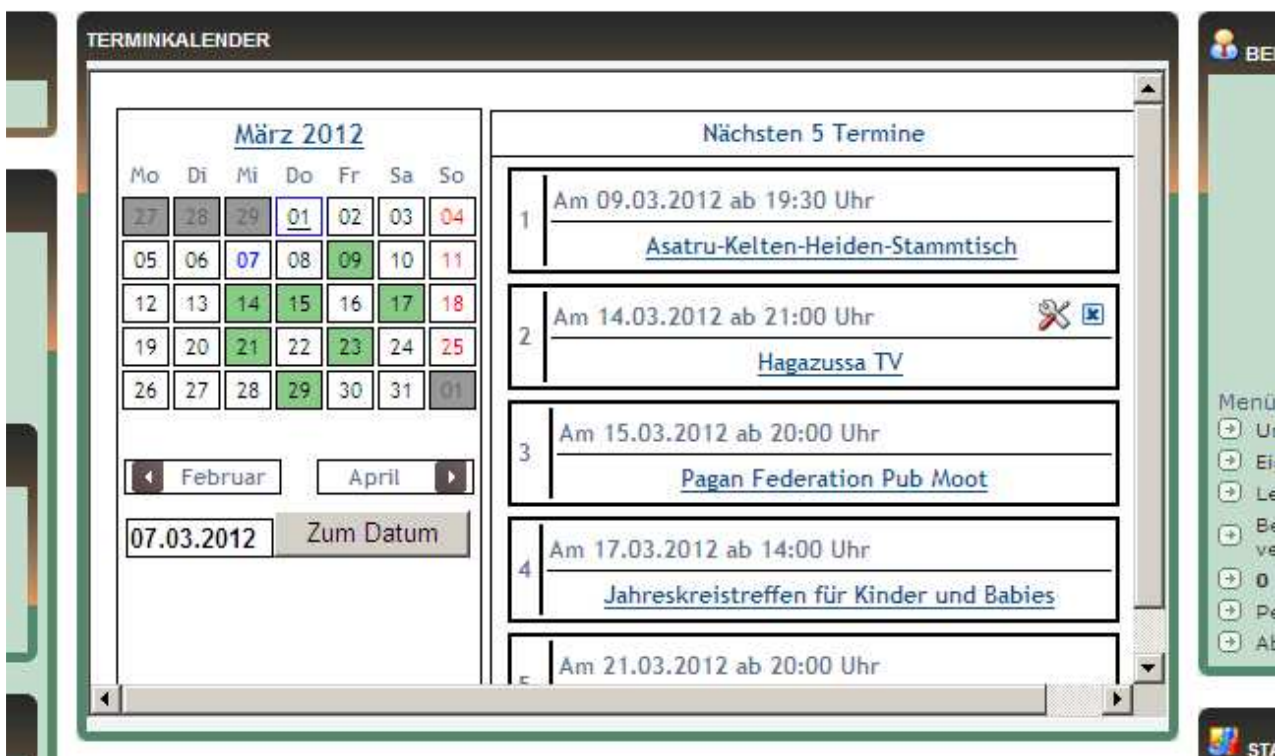 TERMINKALENDER
März 2012
Mo Di Mi Do Fr Sa So
27 28 29 01 02 03 04
05 06 07 08 09 10 11
12 13 14 15 16 17 18
19 20 21 22 23 24 25
26 27 28 29 30 31 01
Februar April
07.03.2012 Zum Datum
Nächsten 5 Termine
1 Am 09.03.2012 ab 19:30 Uhr
Asatru-Kelten-Heiden-Stammtisch
2 Am 14.03.2012 ab 21:00 Uhr
Hagazussa TV
3 Am 15.03.2012 ab 20:00 Uhr
Pagan Federation Pub Moot
4 Am 17.03.2012 ab 14:00 Uhr
Jahreskreistreffen für Kinder und Babies
5 Am 21.03.2012 ab 20:00 Uhr
Menü
0